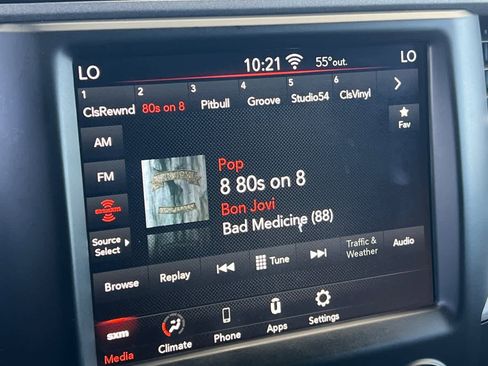 LO 10:21 55° out. LO
1 2 3 4 5 6
ClsRewnd 80s on 8 Pitbull Groove Studio54 ClsVinyl
Fav
AM
FM
Pop
8 80s on 8
Bon Jovi
Bad Medicine (88)
siriusxm
Source
Select
Browse Replay Tune Traffic & Weather Audio
sxm
Media Climate Phone Apps Settings